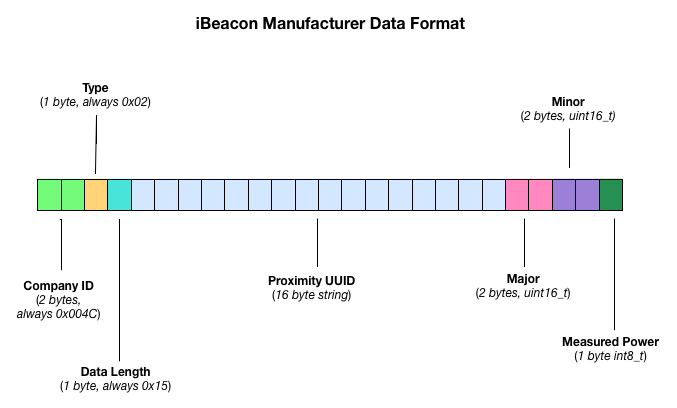 iBeacon Manufacturer Data Format
Type
(1 byte, always 0x02)
Minor
(2 bytes, uint16_t)
Company ID
(2 bytes,
always 0x004C)
Proximity UUID
(16 byte string)
Major
(2 bytes, uint16_t)
Measured Power
(1 byte int8_t)
Data Length
(1 byte, always 0x15)